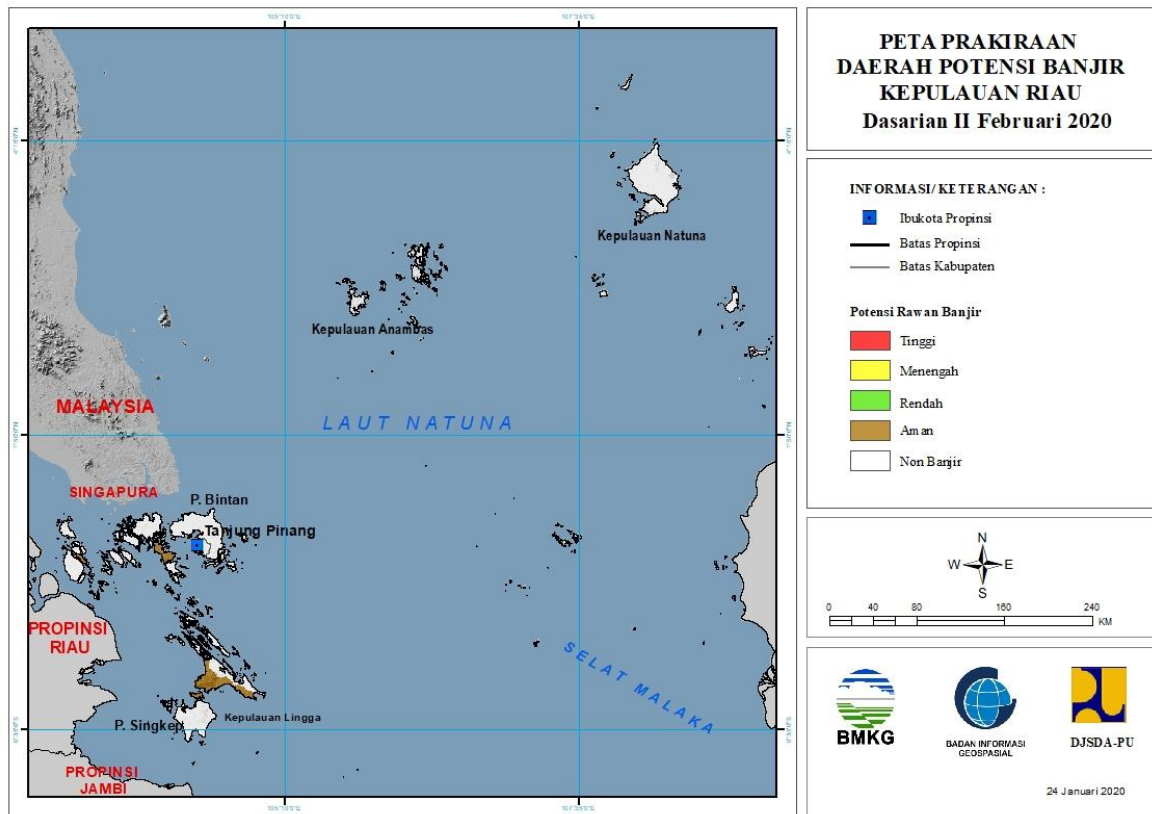 PETA PRAKIRAAN
DAERAH POTENSI BANJIR
KEPULAUAN RIAU
Dasarian II Februari 2020
INFORMASI/ KETERANGAN :
Ibukota Propinsi
Batas Propinsi
Batas Kabupaten
Potensi Rawan Banjir
Tinggi
Menengah
Rendah
Aman
Non Banjir
N
W E
S
0 40 80 160 240
KM
BMKG
BADAN INFORMASI
GEOSPASIAL
DJSDA-PU
24 Januari 2020
Kepulauan Natuna
Kepulauan Anambas
MALAYSIA
LAUT NATUNA
SINGAPURA
P. Bintan
Tanjung Pinang
PROPINSI
RIAU
SELAT MALAKA
Kepulauan Lingga
P. Singkep
PROPINSI
JAMBI